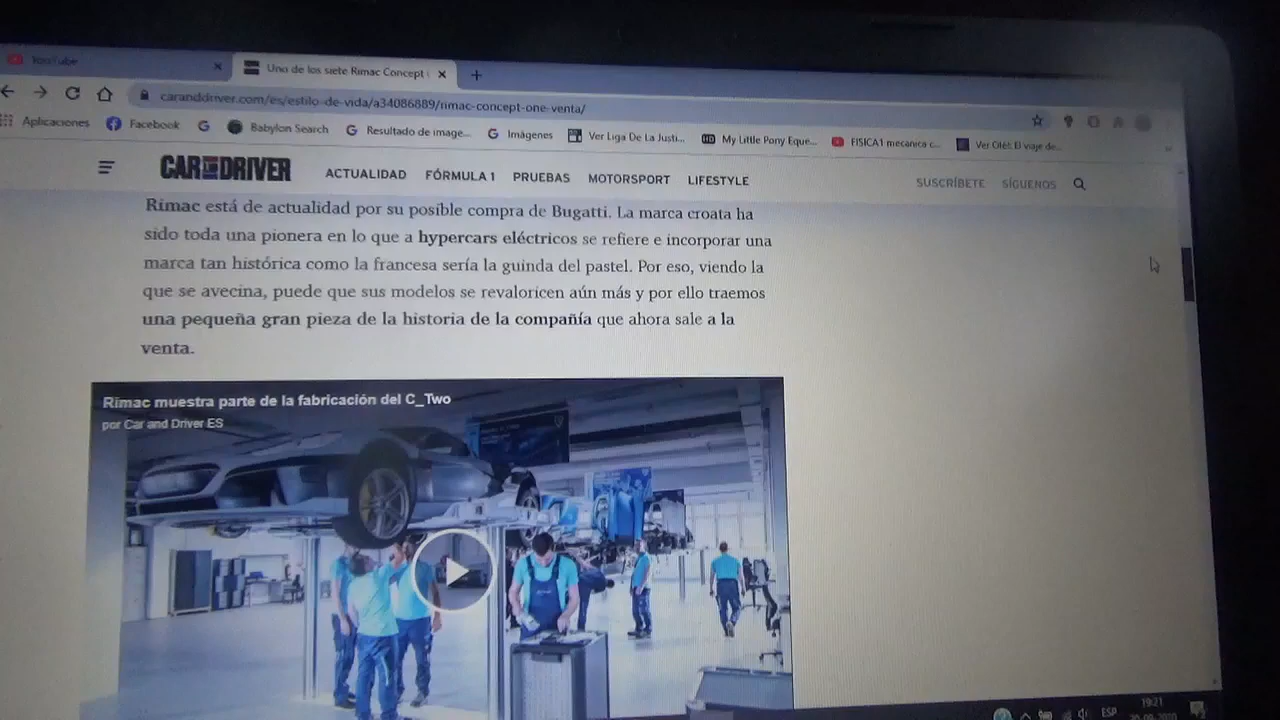 YouTube
Uno de los siete Rimac Concept
caranddriver.com/es/estilo-de-vida/a34086889/rimac-concept-one-venta/
Aplicaciones Facebook Babylon Search Resultado de image... Imágenes Ver Liga De La Justi... My Little Pony Eque... FISICA1 mecanica c... Ver Olé! El viaje de...
CAR AND DRIVER ACTUALIDAD FÓRMULA 1 PRUEBAS MOTORSPORT LIFESTYLE SUSCRÍBETE SÍGUENOS
Rimac está de actualidad por su posible compra de Bugatti. La marca croata ha
sido toda una pionera en lo que a hypercars eléctricos se refiere e incorporar una
marca tan histórica como la francesa sería la guinda del pastel. Por eso, viendo la
que se avecina, puede que sus modelos se revaloricen aún más y por ello traemos
una pequeña gran pieza de la historia de la compañía que ahora sale a la
venta.
Rimac muestra parte de la fabricación del C_Two
por Car and Driver ES
ESP
19:21